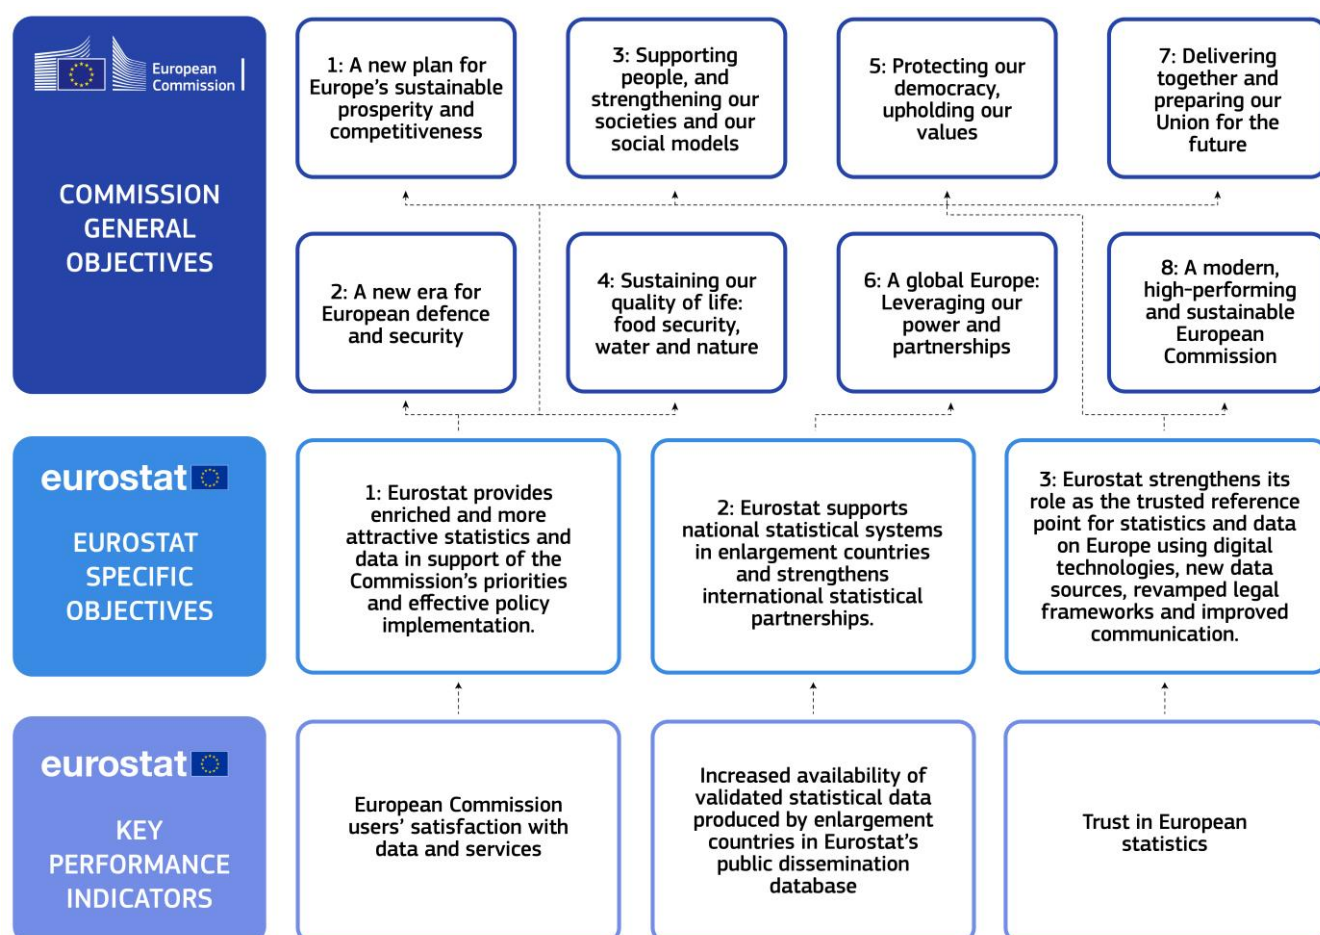 European
Commission
COMMISSION
GENERAL
OBJECTIVES
1: A new plan for
Europe's sustainable
prosperity and
competitiveness
3: Supporting
people, and
strengthening our
societies and our
social models
5: Protecting our
democracy,
upholding our
values
7: Delivering
together and
preparing our
Union for the
future
2: A new era for
European defence
and security
4: Sustaining our
quality of life:
food security,
water and nature
6: A global Europe:
Leveraging our
power and
partnerships
8: A modern,
high-performing
and sustainable
European
Commission
eurostat
EUROSTAT
SPECIFIC
OBJECTIVES
1: Eurostat provides
enriched and more
attractive statistics and
data in support of the
Commission's priorities
and effective policy
implementation.
2: Eurostat supports
national statistical systems
in enlargement countries
and strengthens
international statistical
partnerships.
3: Eurostat strengthens its
role as the trusted reference
point for statistics and data
on Europe using digital
technologies, new data
sources, revamped legal
frameworks and improved
communication.
eurostat
KEY
PERFORMANCE
INDICATORS
European Commission
users' satisfaction with
data and services
Increased availability of
validated statistical data
produced by enlargement
countries in Eurostat's
public dissemination
database
Trust in European
statistics